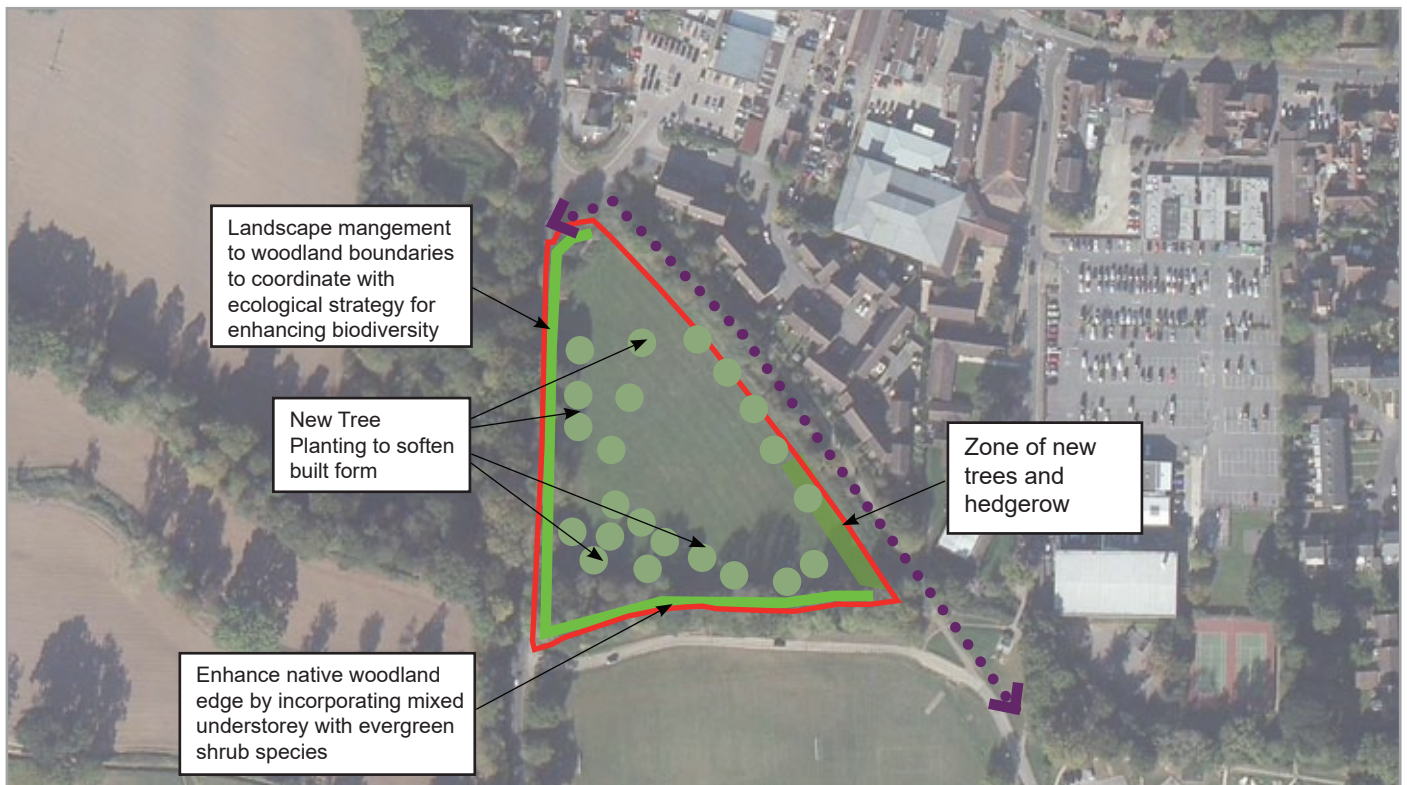 Landscape mangement
to woodland boundaries
to coordinate with
ecological strategy for
enhancing biodiversity
New Tree
Planting to soften
built form
Zone of new
trees and
hedgerow
Enhance native woodland
edge by incorporating mixed
understorey with evergreen
shrub species